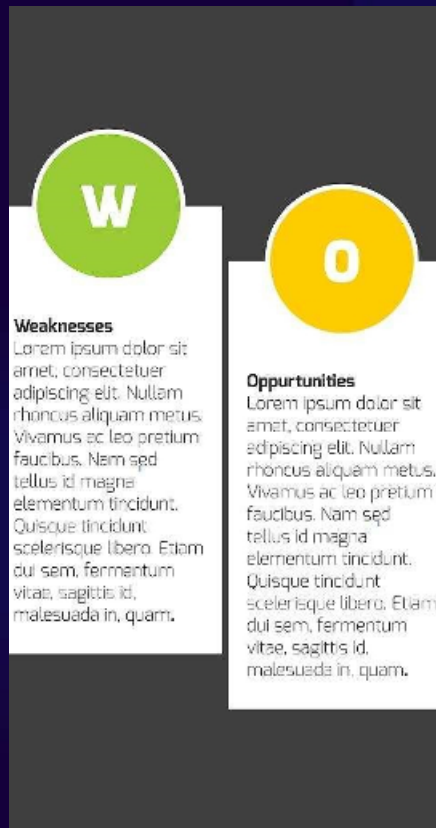 W
Weaknesses
Lorem ipsum dolor sit
amet, consectetuer
adipiscing elit. Nullam
rhoncus aliquam metus.
Vivamus ac leo pretium
faucibus. Nam sed
tellus id magna
elementum tincidunt.
Quisque tincidunt
scelerisque libero. Etiam
dui sem, fermentum
vitae, sagittis id,
malesuada in, quam.
O
Oppurtunities
Lorem ipsum dolor sit
amet, consectetuer
adipiscing elit. Nullam
rhoncus aliquam metus.
Vivamus ac leo pretium
faucibus. Nam sed
tellus id magna
elementum tincidunt.
Quisque tincidunt
scelerisque libero. Etiam
dui sem, fermentum
vitae, sagittis id,
malesuada in, quam.